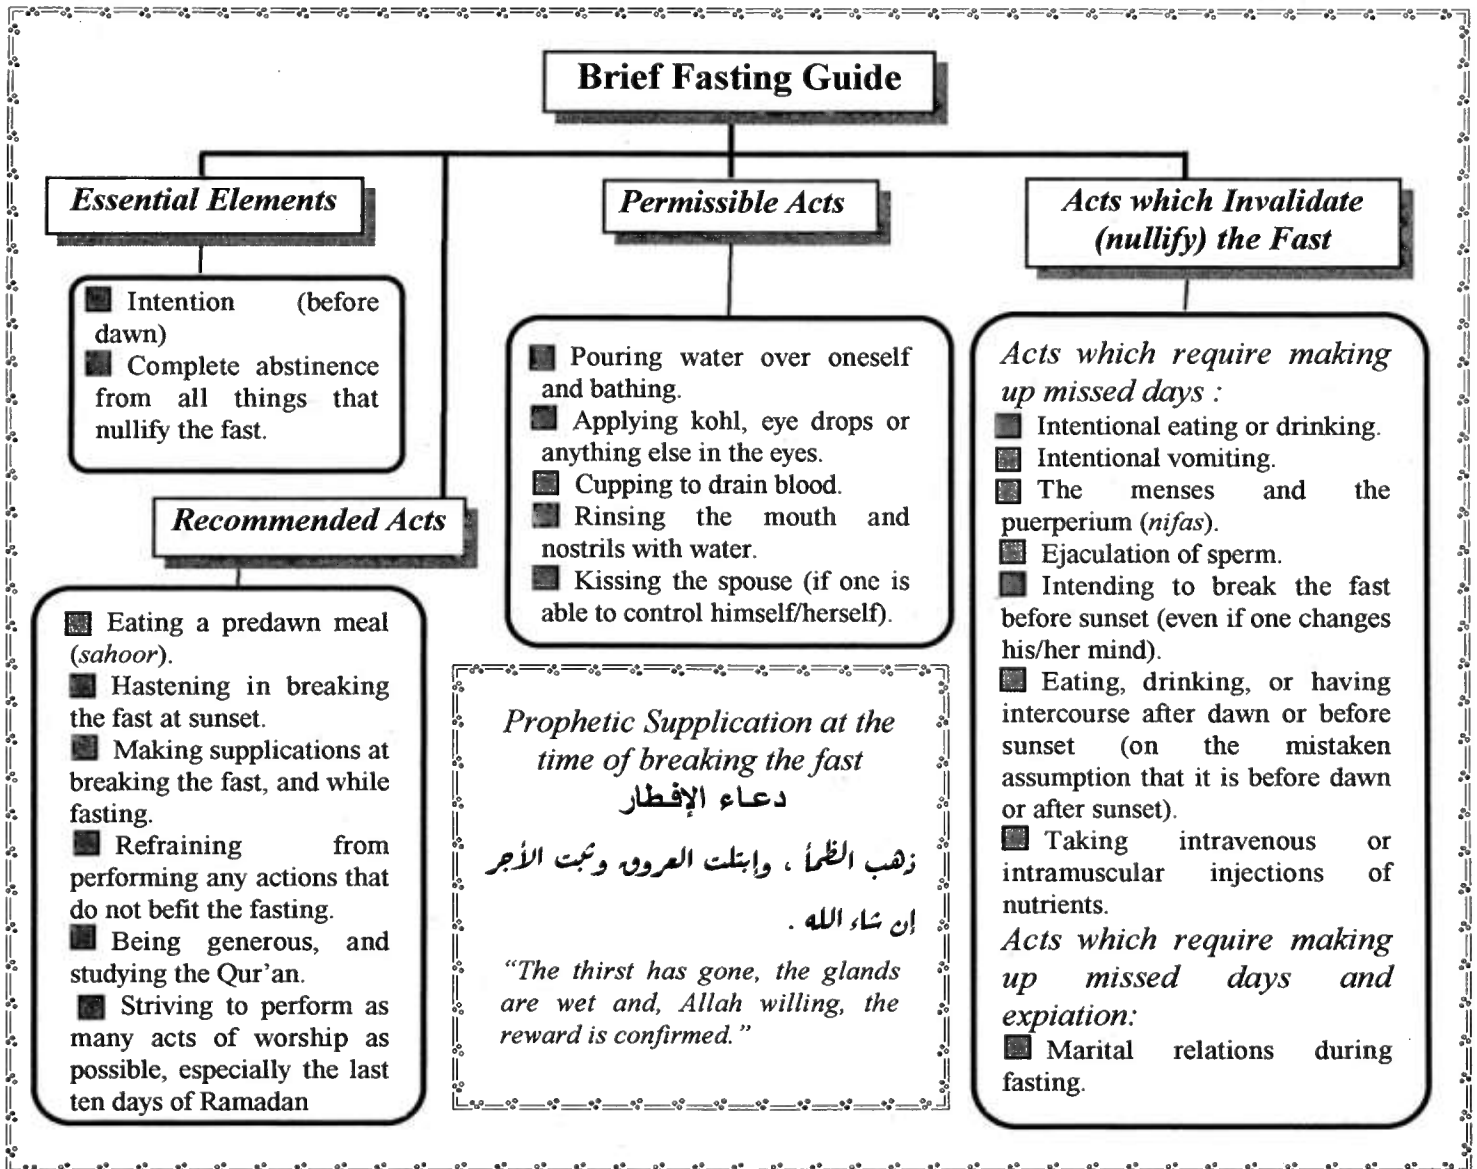 Brief Fasting Guide
Essential Elements
Intention (before
dawn)
Complete abstinence
from all things that
nullify the fast.
Recommended Acts
Eating a predawn meal
(sahoor).
Hastening in breaking
the fast at sunset.
Making supplications at
breaking the fast, and while
fasting.
Refraining from
performing any actions that
do not befit the fasting.
Being generous, and
studying the Qur'an.
Striving to perform as
many acts of worship as
possible, especially the last
ten days of Ramadan
Permissible Acts
Pouring water over oneself
and bathing.
Applying kohl, eye drops or
anything else in the eyes.
Cupping to drain blood.
Rinsing the mouth and
nostrils with water.
Kissing the spouse (if one is
able to control himself/herself).
Prophetic Supplication at the
time of breaking the fast
دعاء الإفطار
ذهب الظمأ ، وإبتلت العروق وثبت الأجر
إن شاء الله .
"The thirst has gone, the glands
are wet and, Allah willing, the
reward is confirmed."
Acts which Invalidate
(nullify) the Fast
Acts which require making
up missed days :
Intentional eating or drinking.
Intentional vomiting.
The menses and the
puerperium (nifas).
Ejaculation of sperm.
Intending to break the fast
before sunset (even if one changes
his/her mind).
Eating, drinking, or having
intercourse after dawn or before
sunset (on the mistaken
assumption that it is before dawn
or after sunset).
Taking intravenous or
intramuscular injections of
nutrients.
Acts which require making
up missed days and
expiation:
Marital relations during
fasting.